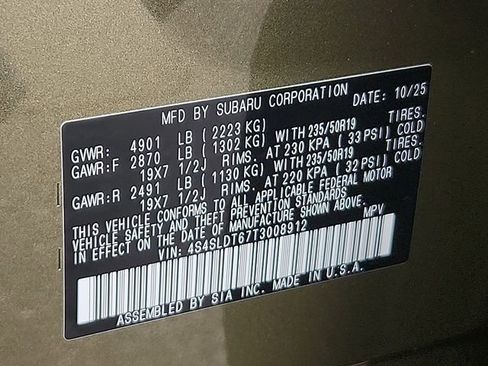 MFD BY SUBARU CORPORATION DATE: 10/25
GVWR: 4901 LB ( 2223 KG)
GAWR:F 2870 LB ( 1302 KG) WITH 235/50R19 TIRES.
19X7 1/2J RIMS. AT 230 KPA ( 33 PSI) COLD
GAWR:R 2491 LB ( 1130 KG) WITH 235/50R19 TIRES.
19X7 1/2J RIMS. AT 220 KPA ( 32 PSI) COLD
THIS VEHICLE CONFORMS TO ALL APPLICABLE FEDERAL MOTOR
VEHICLE SAFETY AND THEFT PREVENTION STANDARDS
IN EFFECT ON THE DATE OF MANUFACTURE SHOWN ABOVE.
VIN: 4S4SLDT67T3008912 MPV
ASSEMBLED BY SIA INC. MADE IN U.S.A.